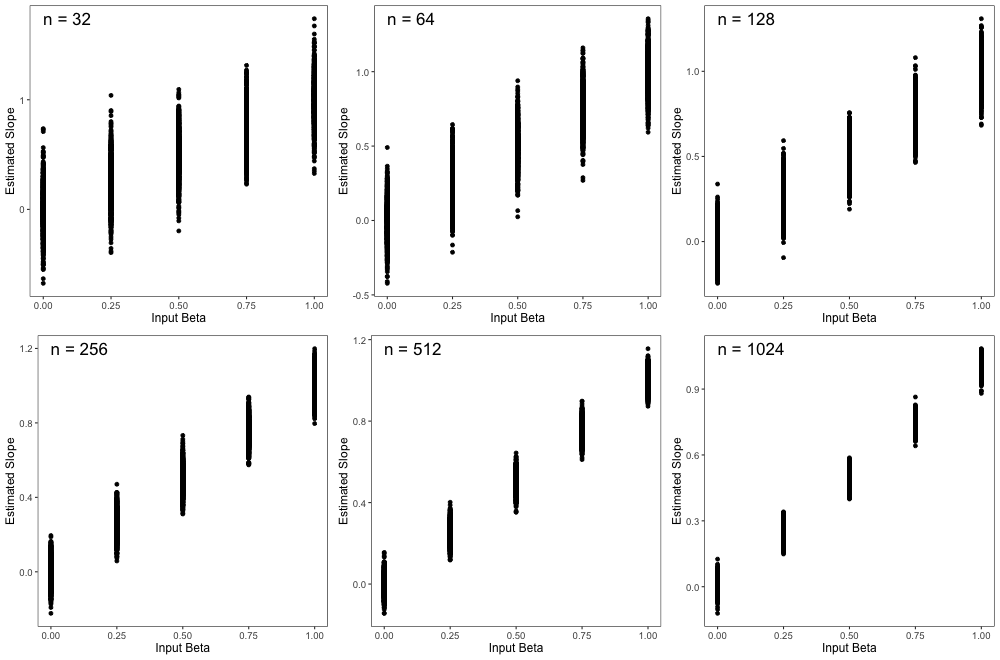 n = 32
Estimated Slope
1
0
0.00 0.25 0.50 0.75 1.00
Input Beta
n = 64
Estimated Slope
1.0
0.5
0.0
-0.5
0.00 0.25 0.50 0.75 1.00
Input Beta
n = 128
Estimated Slope
1.0
0.5
0.0
0.00 0.25 0.50 0.75 1.00
Input Beta
n = 256
Estimated Slope
1.2
0.8
0.4
0.0
0.00 0.25 0.50 0.75 1.00
Input Beta
n = 512
Estimated Slope
1.2
0.8
0.4
0.0
0.00 0.25 0.50 0.75 1.00
Input Beta
n = 1024
Estimated Slope
0.9
0.6
0.3
0.0
0.00 0.25 0.50 0.75 1.00
Input Beta